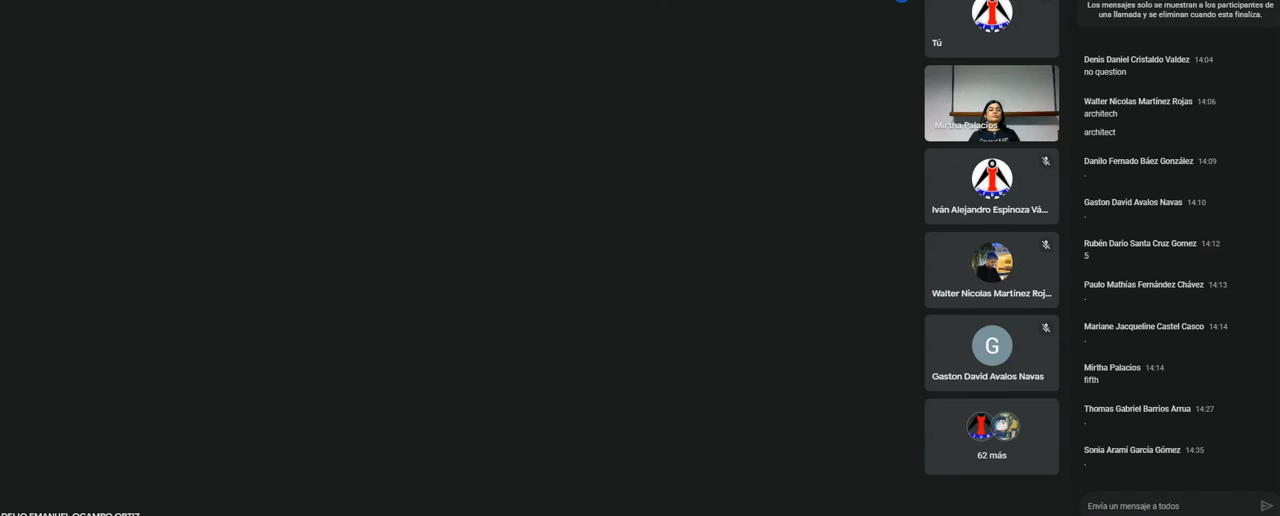 Los mensajes solo se muestran a los participantes de
una llamada y se eliminan cuando esta finaliza.
Tú
Mirtha Palacios
Iván Alejandro Espinoza Vá...
Walter Nicolas Martínez Roj...
G
Gaston David Avalos Navas
62 más
Denis Daniel Cristaldo Valdez 14:04
no question
Walter Nicolas Martínez Rojas 14:06
architech
architect
Danilo Fernado Báez González 14:09
.
Gaston David Avalos Navas 14:10
.
Rubén Dario Santa Cruz Gomez 14:12
5
Paulo Mathías Fernández Chávez 14:13
.
Mariane Jacqueline Castel Casco 14:14
.
Mirtha Palacios 14:14
fifth
Thomas Gabriel Barrios Arrua 14:27
.
Sonia Aramí García Gómez 14:35
.
Envía un mensaje a todos
DELIO EMANUEL OCAMPO ORTIZ